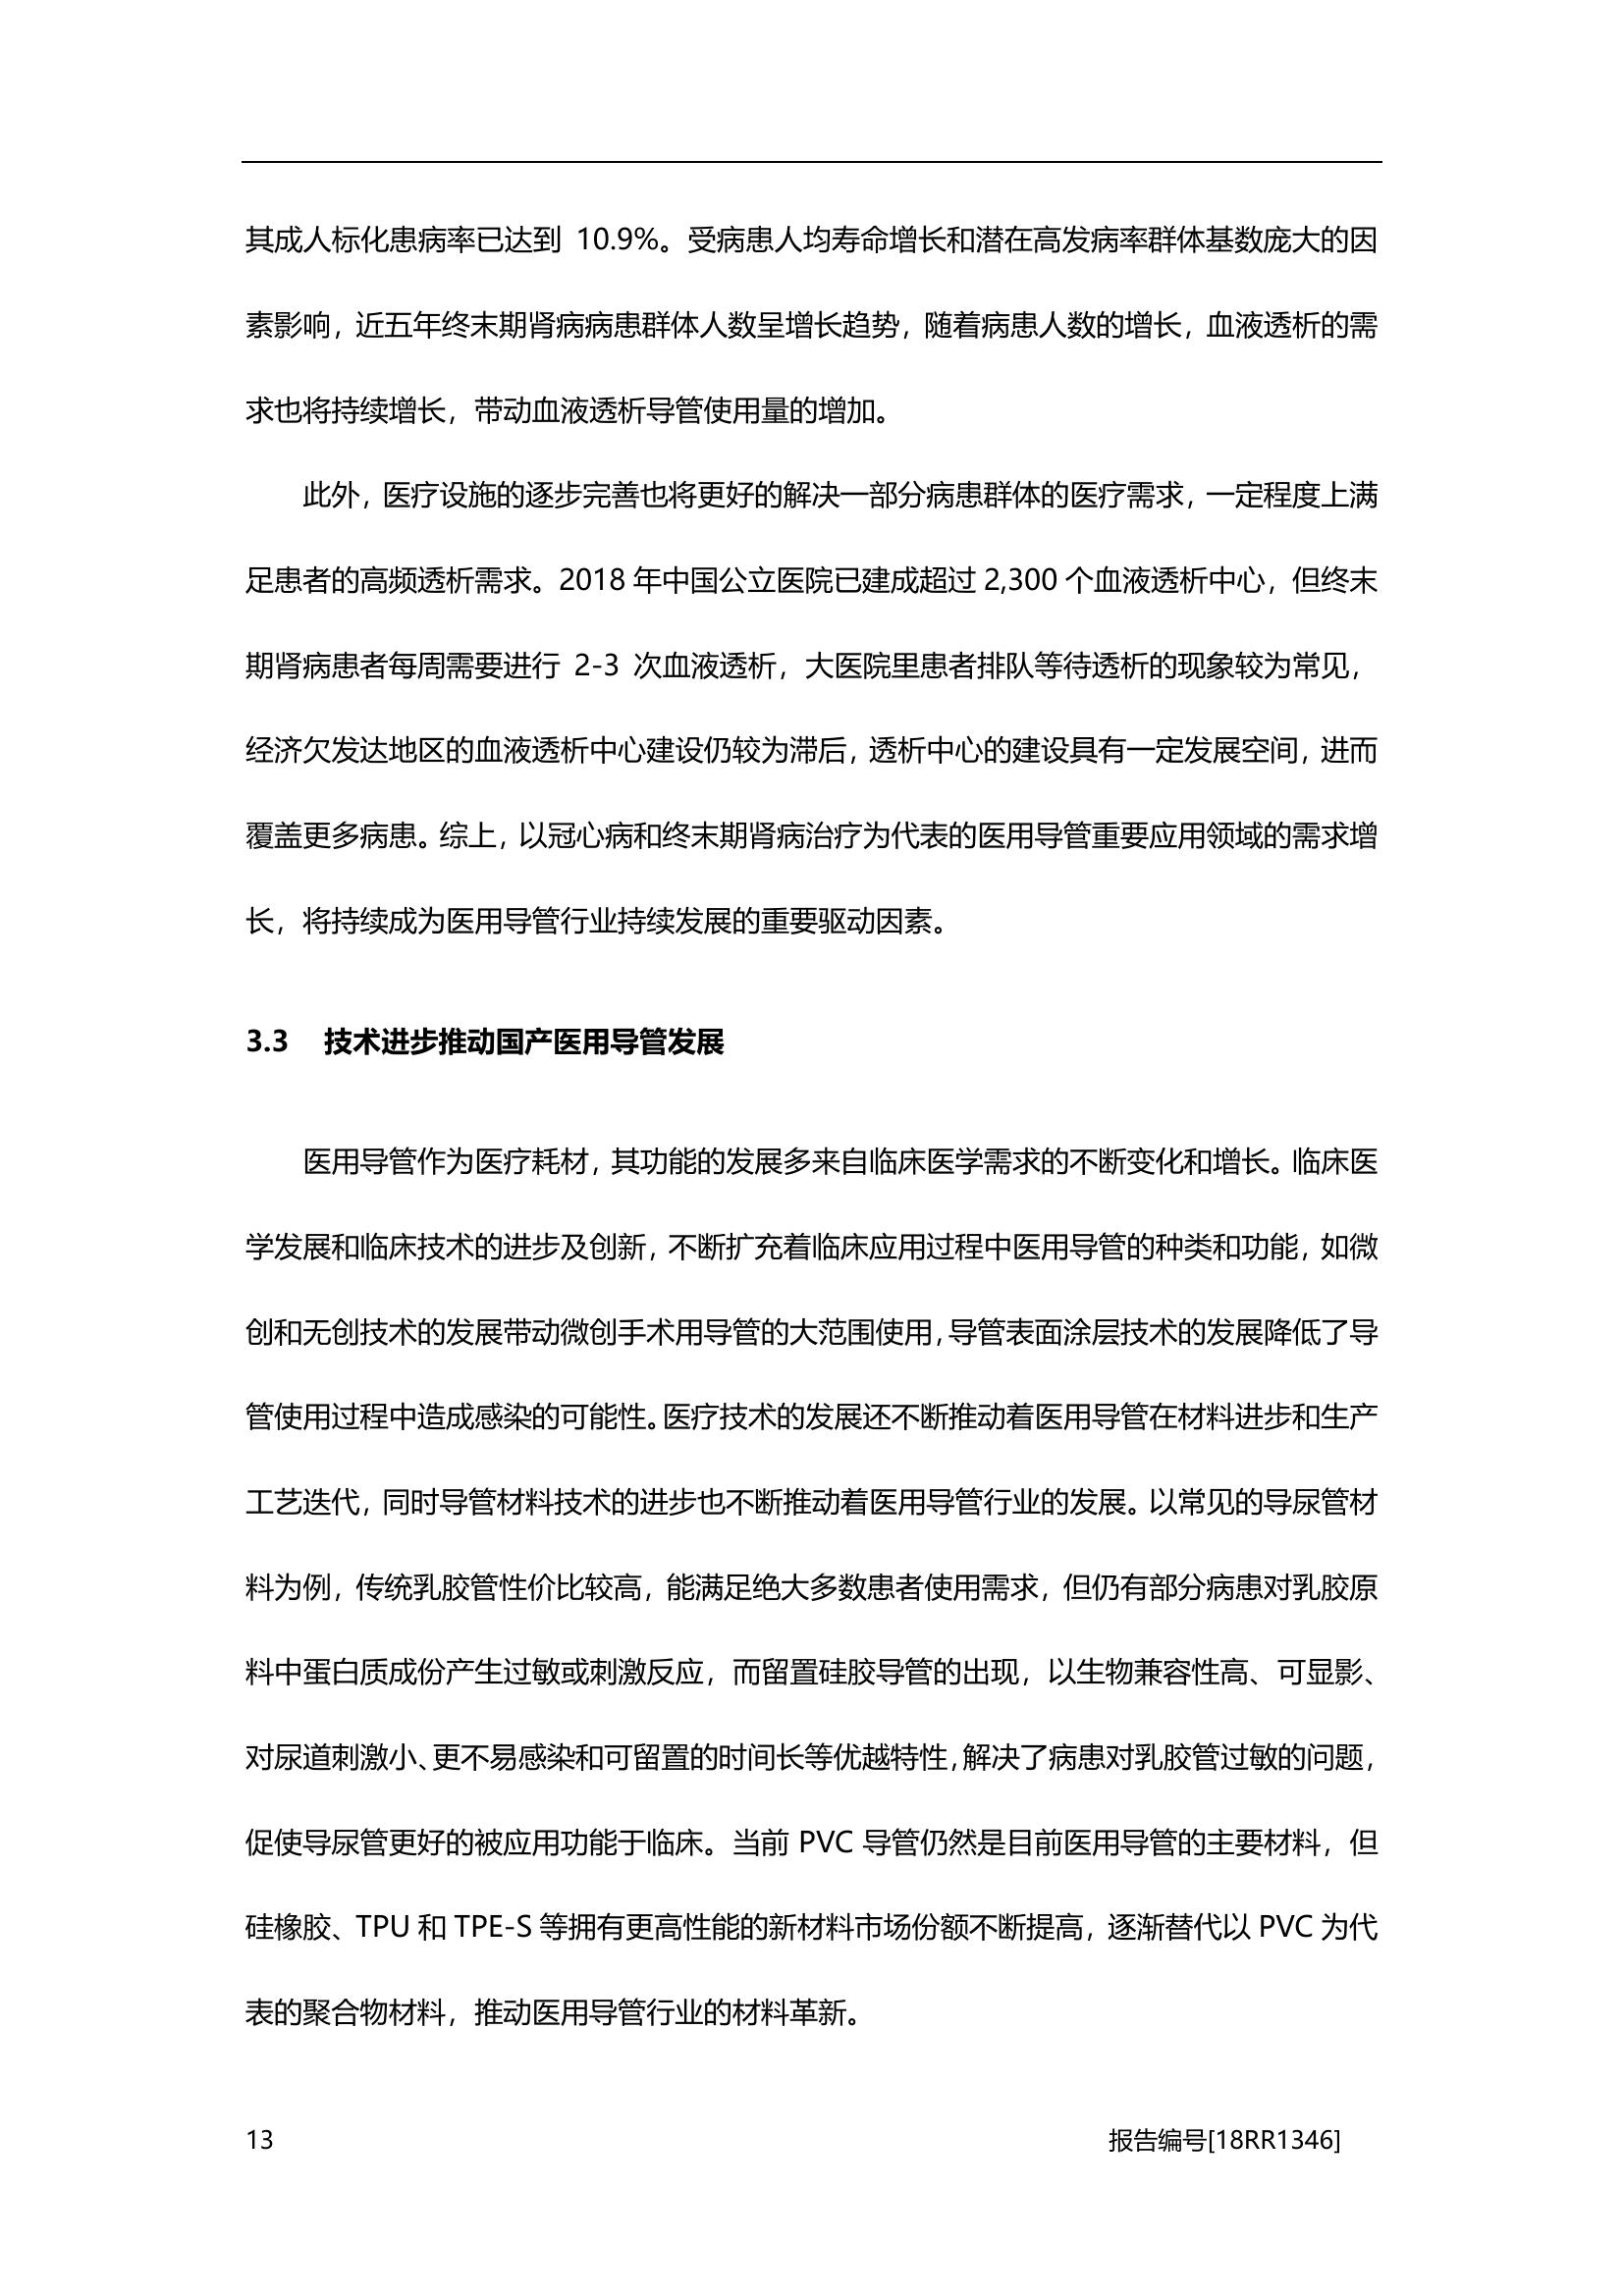 其成人标化患病率已达到 10.9%。受病患人均寿命增长和潜在高发病率群体基数庞大的因
素影响，近五年终末期肾病病患群体人数呈增长趋势，随着病患人数的增长，血液透析的需
求也将持续增长，带动血液透析导管使用量的增加。
此外，医疗设施的逐步完善也将更好的解决一部分病患群体的医疗需求，一定程度上满
足患者的高频透析需求。2018 年中国公立医院已建成超过 2,300 个血液透析中心，但终末
期肾病患者每周需要进行 2-3 次血液透析，大医院里患者排队等待透析的现象较为常见，
经济欠发达地区的血液透析中心建设仍较为滞后，透析中心的建设具有一定发展空间，进而
覆盖更多病患。综上，以冠心病和终末期肾病治疗为代表的医用导管重要应用领域的需求增
长，将持续成为医用导管行业持续发展的重要驱动因素。
3.3 技术进步推动国产医用导管发展
医用导管作为医疗耗材，其功能的发展多来自临床医学需求的不断变化和增长。临床医
学发展和临床技术的进步及创新，不断扩充着临床应用过程中医用导管的种类和功能，如微
创和无创技术的发展带动微创手术用导管的大范围使用，导管表面涂层技术的发展降低了导
管使用过程中造成感染的可能性。医疗技术的发展还不断推动着医用导管在材料进步和生产
工艺迭代，同时导管材料技术的进步也不断推动着医用导管行业的发展。以常见的导尿管材
料为例，传统乳胶管性价比较高，能满足绝大多数患者使用需求，但仍有部分病患对乳胶原
料中蛋白质成份产生过敏或刺激反应，而留置硅胶导管的出现，以生物兼容性高、可显影、
对尿道刺激小、更不易感染和可留置的时间长等优越特性，解决了病患对乳胶管过敏的问题，
促使导尿管更好的被应用功能于临床。当前 PVC 导管仍然是目前医用导管的主要材料，但
硅橡胶、TPU 和 TPE-S 等拥有更高性能的新材料市场份额不断提高，逐渐替代以 PVC 为代
表的聚合物材料，推动医用导管行业的材料革新。
13 报告编号[18RR1346]